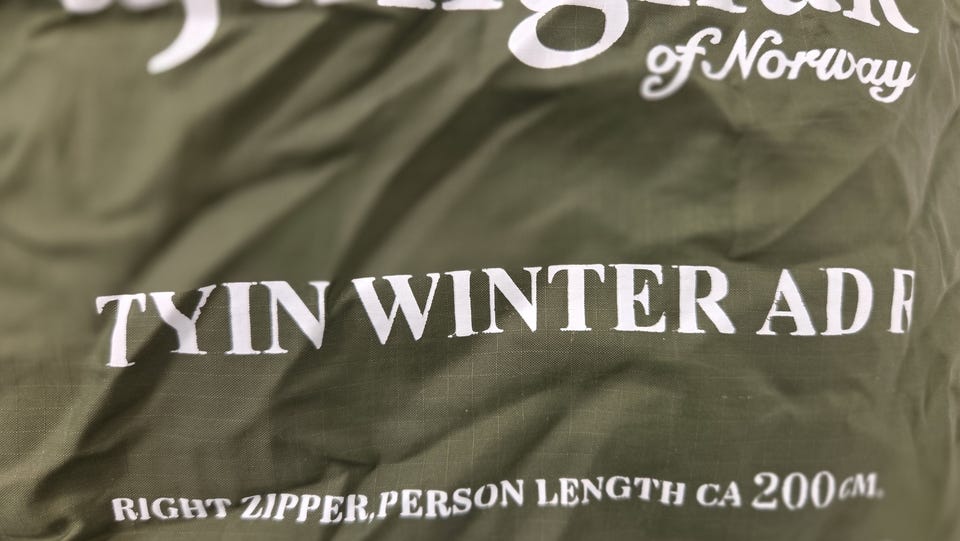 of Norway
TYIN WINTER AD R
RIGHT ZIPPER, PERSON LENGTH CA 200 CM.